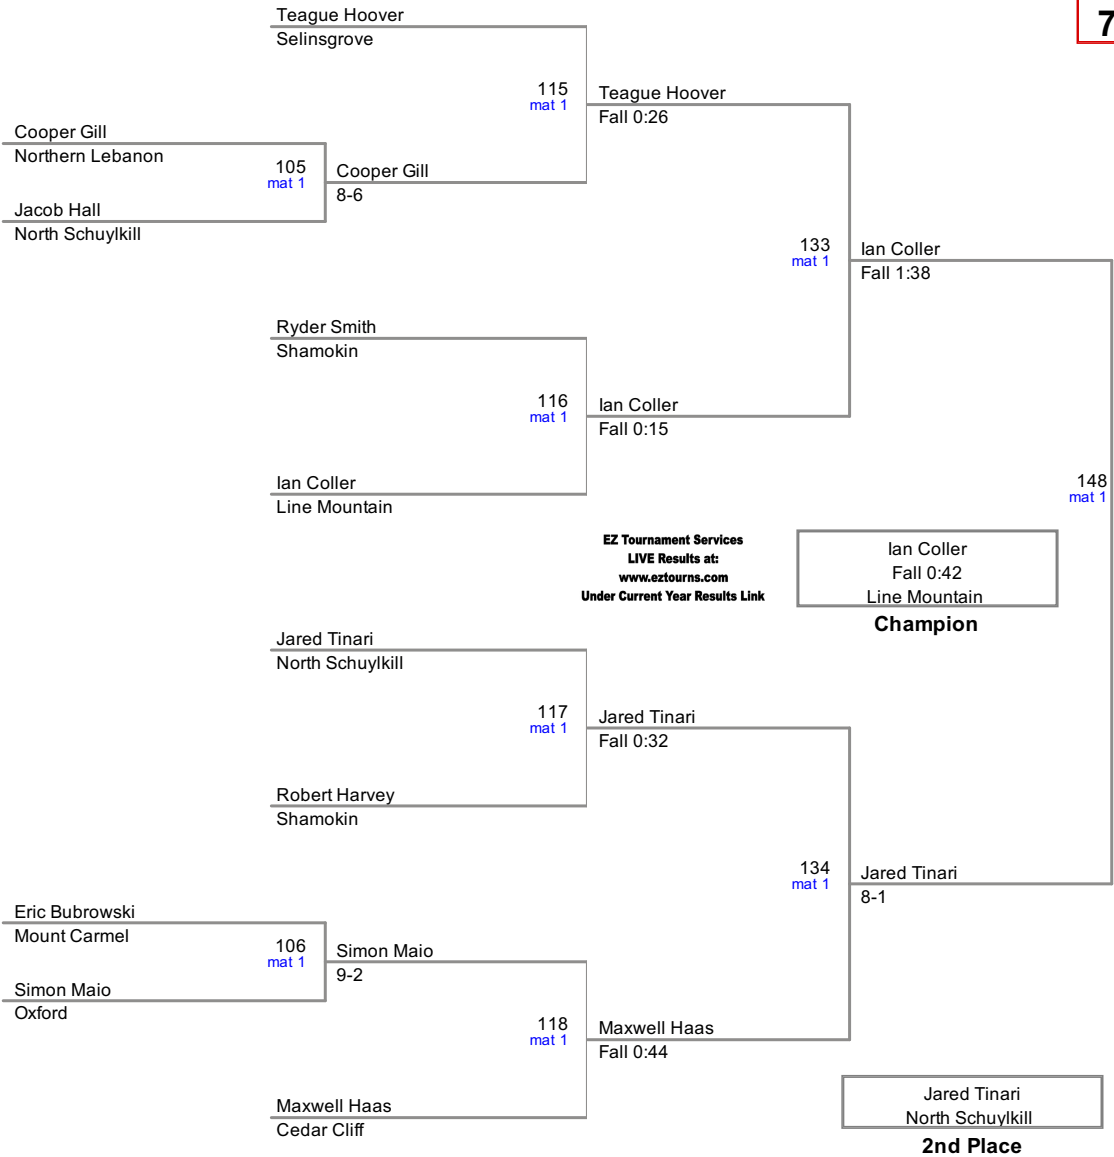 7
Teague Hoover
Selinsgrove
115
mat 1
Teague Hoover
Fall 0:26
Cooper Gill
Northern Lebanon
105
mat 1
Cooper Gill
8-6
Jacob Hall
North Schuylkill
133
mat 1
Ian Coller
Fall 1:38
Ryder Smith
Shamokin
116
mat 1
Ian Coller
Fall 0:15
Ian Coller
Line Mountain
148
mat 1
EZ Tournament Services
LIVE Results at:
www.eztourns.com
Under Current Year Results Link
Ian Coller
Fall 0:42
Line Mountain
Champion
Jared Tinari
North Schuylkill
117
mat 1
Jared Tinari
Fall 0:32
Robert Harvey
Shamokin
134
mat 1
Jared Tinari
8-1
Eric Bubrowski
Mount Carmel
106
mat 1
Simon Maio
9-2
Simon Maio
Oxford
118
mat 1
Maxwell Haas
Fall 0:44
Maxwell Haas
Cedar Cliff
Jared Tinari
North Schuylkill
2nd Place